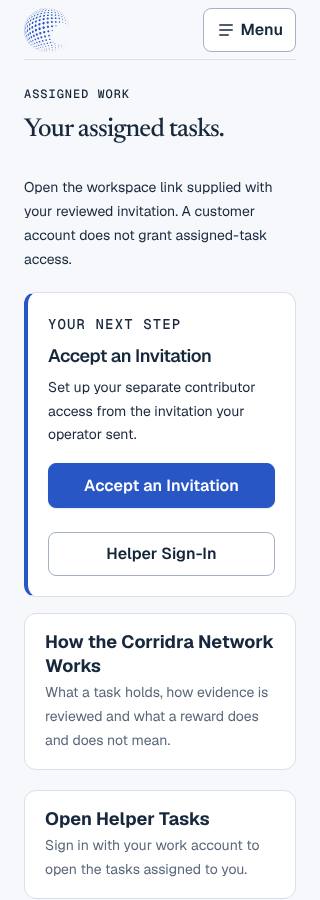 Menu
ASSIGNED WORK
Your assigned tasks.
Open the workspace link supplied with
your reviewed invitation. A customer
account does not grant assigned-task
access.
YOUR NEXT STEP
Accept an Invitation
Set up your separate contributor
access from the invitation your
operator sent.
Accept an Invitation
Helper Sign-In
How the Corridra Network
Works
What a task holds, how evidence is
reviewed and what a reward does
and does not mean.
Open Helper Tasks
Sign in with your work account to
open the tasks assigned to you.